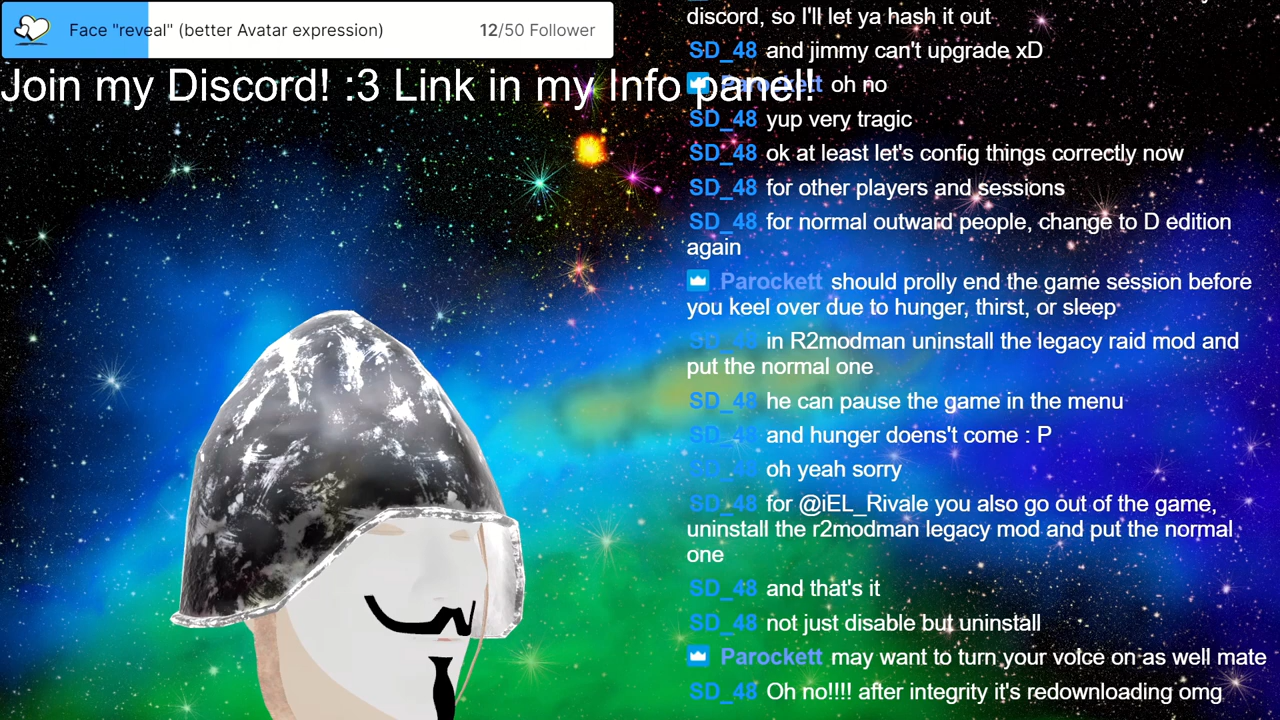 Face "reveal" (better Avatar expression) 12/50 Follower
Join my Discord! :3 Link in my Info panel!
discord, so I'll let ya hash it out
SD_48 and jimmy can't upgrade xD
Parockett oh no
SD_48 yup very tragic
SD_48 ok at least let's config things correctly now
SD_48 for other players and sessions
SD_48 for normal outward people, change to D edition
again
Parockett should prolly end the game session before
you keel over due to hunger, thirst, or sleep
SD_48 in R2modman uninstall the legacy raid mod and
put the normal one
SD_48 he can pause the game in the menu
SD_48 and hunger doens't come : P
SD_48 oh yeah sorry
SD_48 for @iEL_Rivale you also go out of the game,
uninstall the r2modman legacy mod and put the normal
one
SD_48 and that's it
SD_48 not just disable but uninstall
Parockett may want to turn your voice on as well mate
SD_48 Oh no!!!! after integrity it's redownloading omg